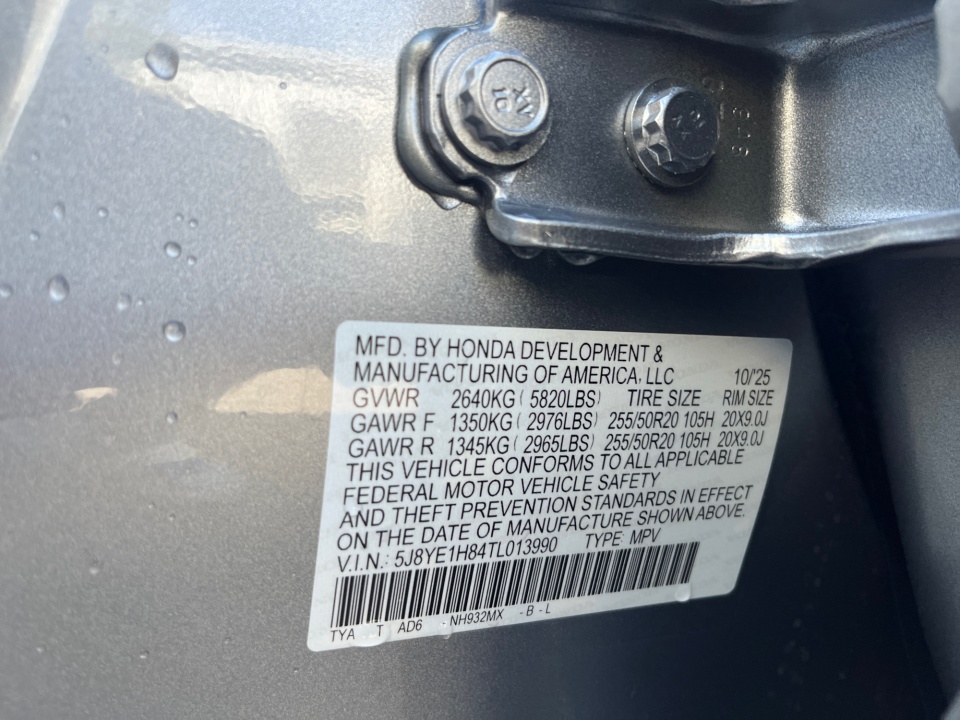 MFD. BY HONDA DEVELOPMENT &
MANUFACTURING OF AMERICA, LLC 10/'25
GVWR 2640KG ( 5820LBS) TIRE SIZE RIM SIZE
GAWR F 1350KG ( 2976LBS) 255/50R20 105H 20X9.0J
GAWR R 1345KG ( 2965LBS) 255/50R20 105H 20X9.0J
THIS VEHICLE CONFORMS TO ALL APPLICABLE
FEDERAL MOTOR VEHICLE SAFETY
AND THEFT PREVENTION STANDARDS IN EFFECT
ON THE DATE OF MANUFACTURE SHOWN ABOVE.
V.I.N.: 5J8YE1H84TL013990 TYPE: MPV
TYA T AD6 NH932MX - B - L